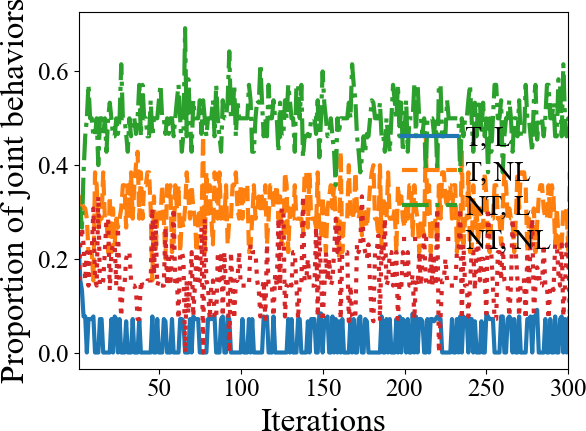 Proportion of joint behaviors
0.6
0.4
0.2
0.0
T, L
T, NL
NT, L
NT, NL
50
100
150
200
250
300
Iterations